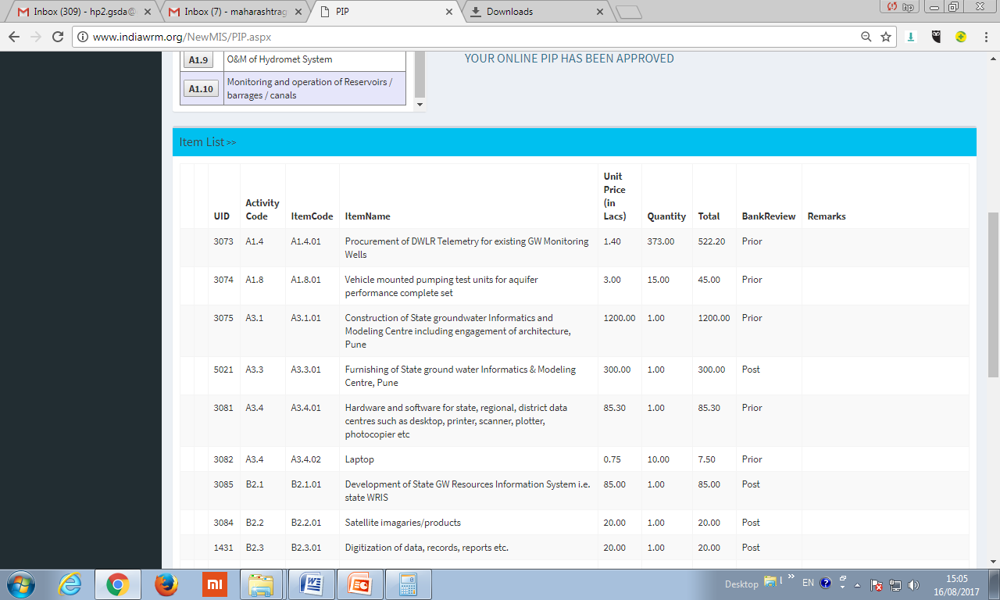 Inbox (309) - hp2.gsda@
Inbox (7) - maharashtrag
PIP
Downloads
hp
www.indiawrm.org/NewMIS/PIP.aspx
A1.9 O&M of Hydromet System
YOUR ONLINE PIP HAS BEEN APPROVED
A1.10 Monitoring and operation of Reservoirs /
barrages / canals
Item List >>
UID Activity Code ItemCode ItemName Unit Price (in Lacs) Quantity Total BankReview Remarks
3073 A1.4 A1.4.01 Procurement of DWLR Telemetry for existing GW Monitoring 1.40 373.00 522.20 Prior
Wells
3074 A1.8 A1.8.01 Vehicle mounted pumping test units for aquifer 3.00 15.00 45.00 Prior
performance complete set
3075 A3.1 A3.1.01 Construction of State groundwater Informatics and 1200.00 1.00 1200.00 Prior
Modeling Centre including engagement of architecture,
Pune
5021 A3.3 A3.3.01 Furnishing of State ground water Informatics & Modeling 300.00 1.00 300.00 Post
Centre, Pune
3081 A3.4 A3.4.01 Hardware and software for state, regional, district data 85.30 1.00 85.30 Prior
centres such as desktop, printer, scanner, plotter,
photocopier etc
3082 A3.4 A3.4.02 Laptop 0.75 10.00 7.50 Prior
3085 B2.1 B2.1.01 Development of State GW Resources Information System i.e. 85.00 1.00 85.00 Post
state WRIS
3084 B2.2 B2.2.01 Satellite imagaries/products 20.00 1.00 20.00 Post
1431 B2.3 B2.3.01 Digitization of data, records, reports etc. 20.00 1.00 20.00 Post
mi
Desktop
EN
15:05
16/08/2017